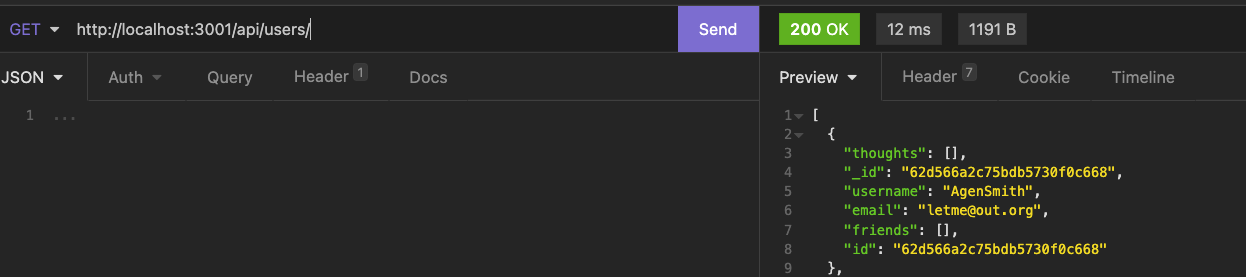 GET http://localhost:3001/api/users/ Send 200 OK 12 ms 1191 B
JSON Auth Query Header 1 Docs Preview Header 7 Cookie Timeline
1 ...
1 [
2 {
3 "thoughts": [],
4 "_id": "62d566a2c75bdb5730f0c668",
5 "username": "AgenSmith",
6 "email": "letme@out.org",
7 "friends": [],
8 "id": "62d566a2c75bdb5730f0c668"
9 },